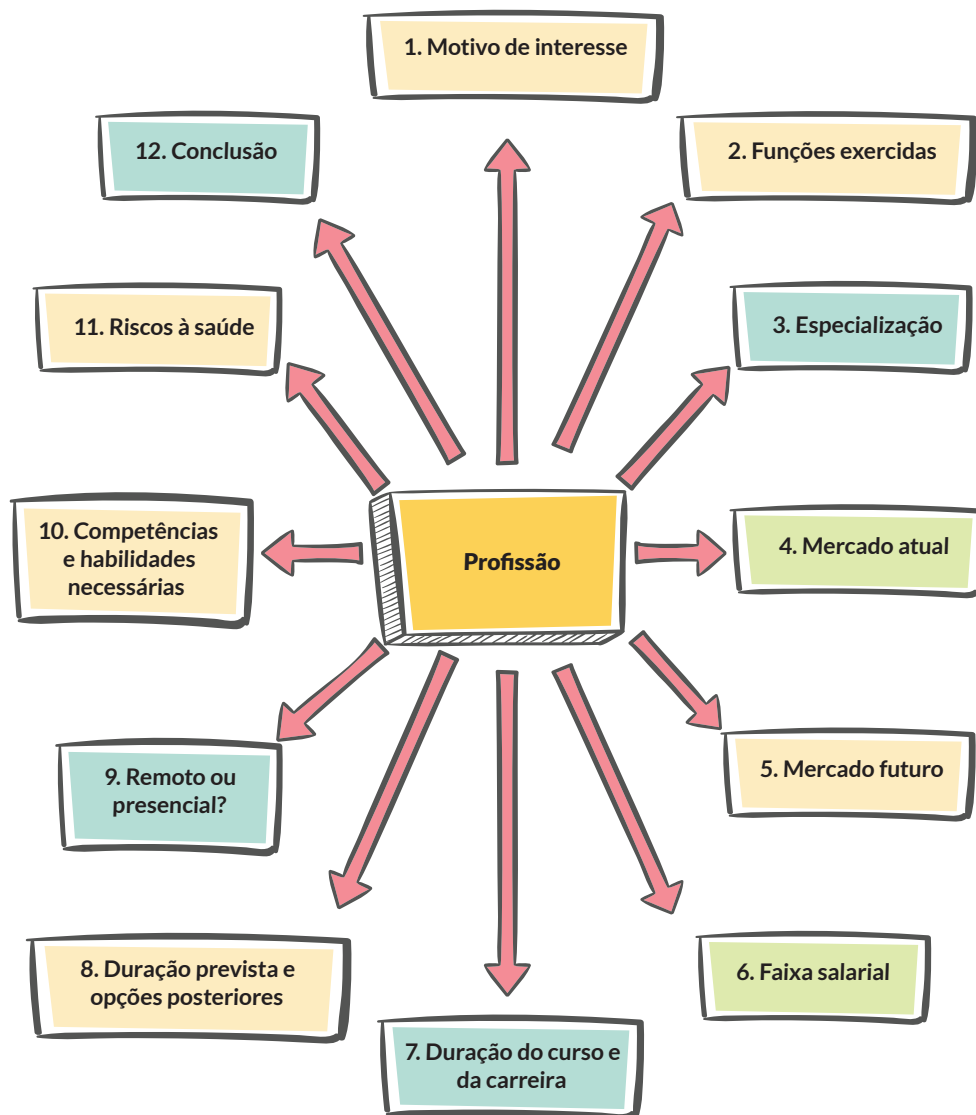 1. Motivo de interesse
2. Funções exercidas
3. Especialização
4. Mercado atual
5. Mercado futuro
6. Faixa salarial
7. Duração do curso e
da carreira
8. Duração prevista e
opções posteriores
9. Remoto ou
presencial?
10. Competências
e habilidades
necessárias
11. Riscos à saúde
12. Conclusão
Profissão